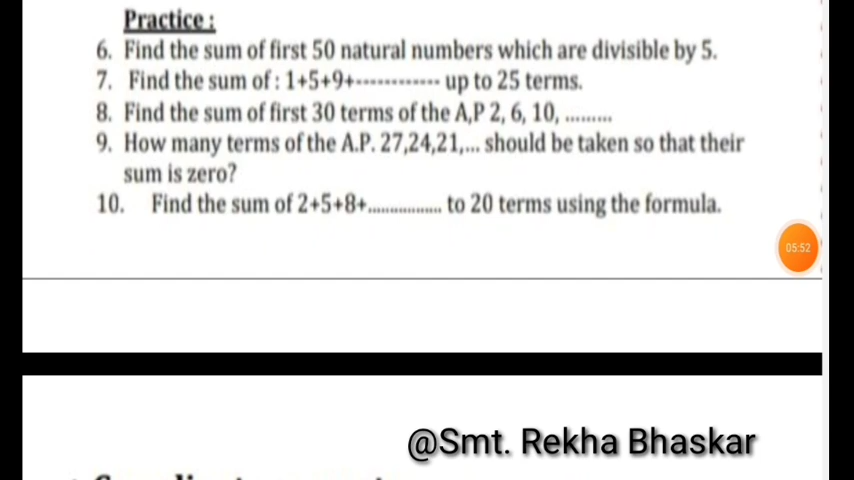 Practice :
6. Find the sum of first 50 natural numbers which are divisible by 5.
7. Find the sum of : 1+5+9+------------ up to 25 terms.
8. Find the sum of first 30 terms of the A,P 2, 6, 10, .........
9. How many terms of the A.P. 27,24,21,... should be taken so that their
sum is zero?
10. Find the sum of 2+5+8+................. to 20 terms using the formula.
05:52
@Smt. Rekha Bhaskar